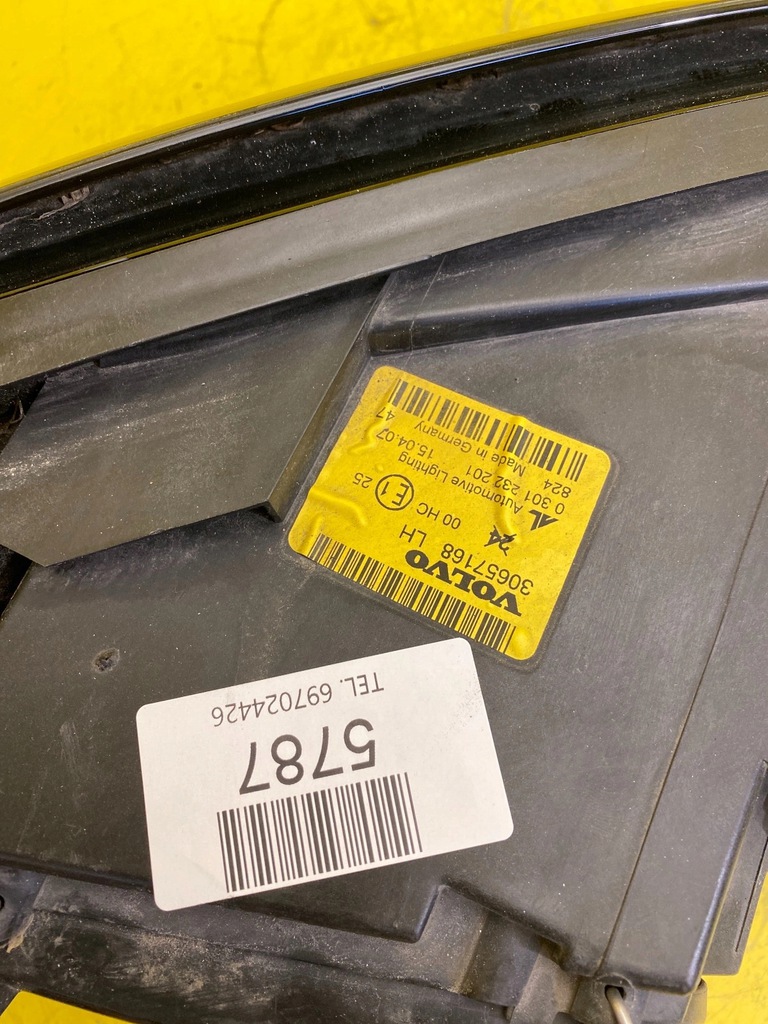 VOLVO
30657168 LH
24
00 HC E1 25
AL Automotive Lighting 15.04.07 47
0 301 232 201
824 Made in Germany
5787
TEL. 697024426